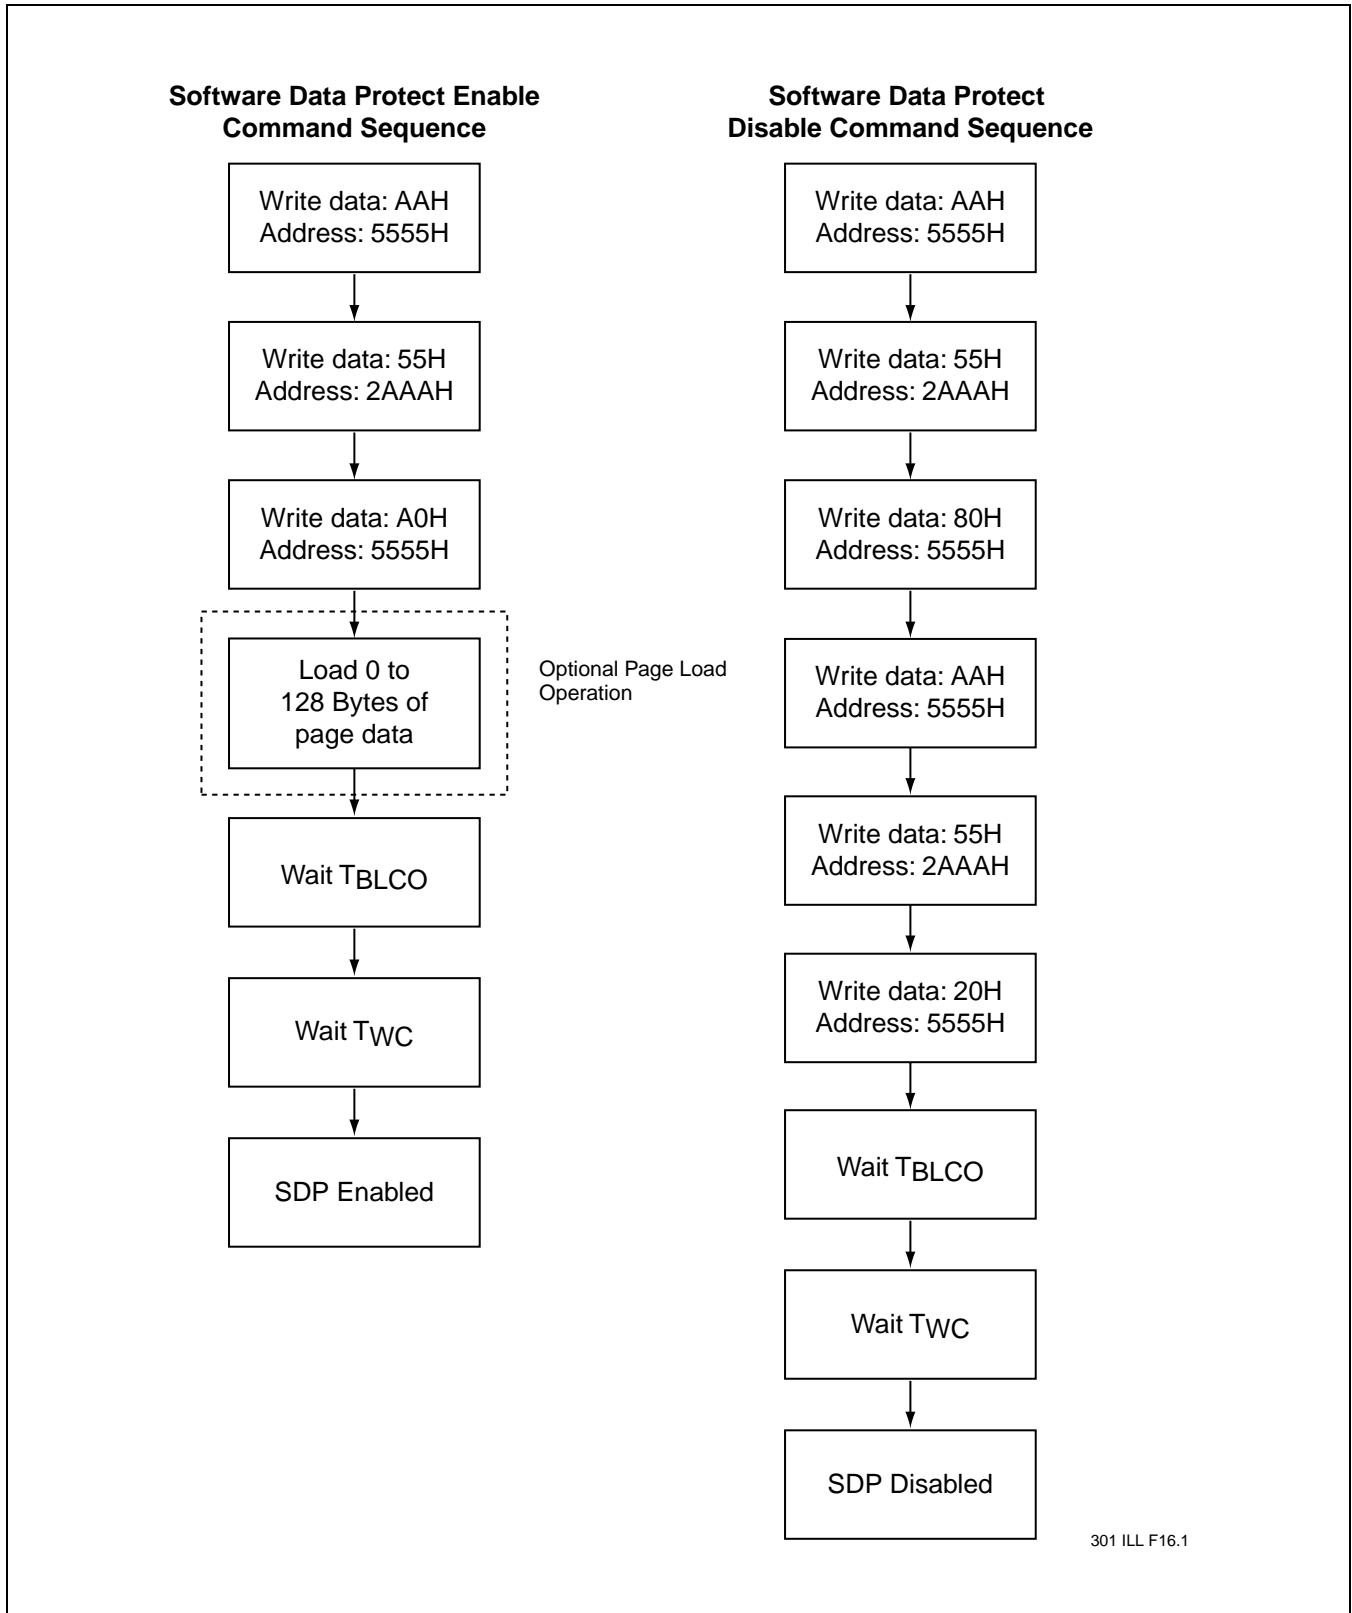 Software Data Protect Enable
Command Sequence
Write data: AAH
Address: 5555H
Write data: 55H
Address: 2AAAH
Write data: A0H
Address: 5555H
Load 0 to
128 Bytes of
page data
Optional Page Load
Operation
Wait TBLCO
Wait TWC
SDP Enabled
Software Data Protect
Disable Command Sequence
Write data: AAH
Address: 5555H
Write data: 55H
Address: 2AAAH
Write data: 80H
Address: 5555H
Write data: AAH
Address: 5555H
Write data: 55H
Address: 2AAAH
Write data: 20H
Address: 5555H
Wait TBLCO
Wait TWC
SDP Disabled
301 ILL F16.1